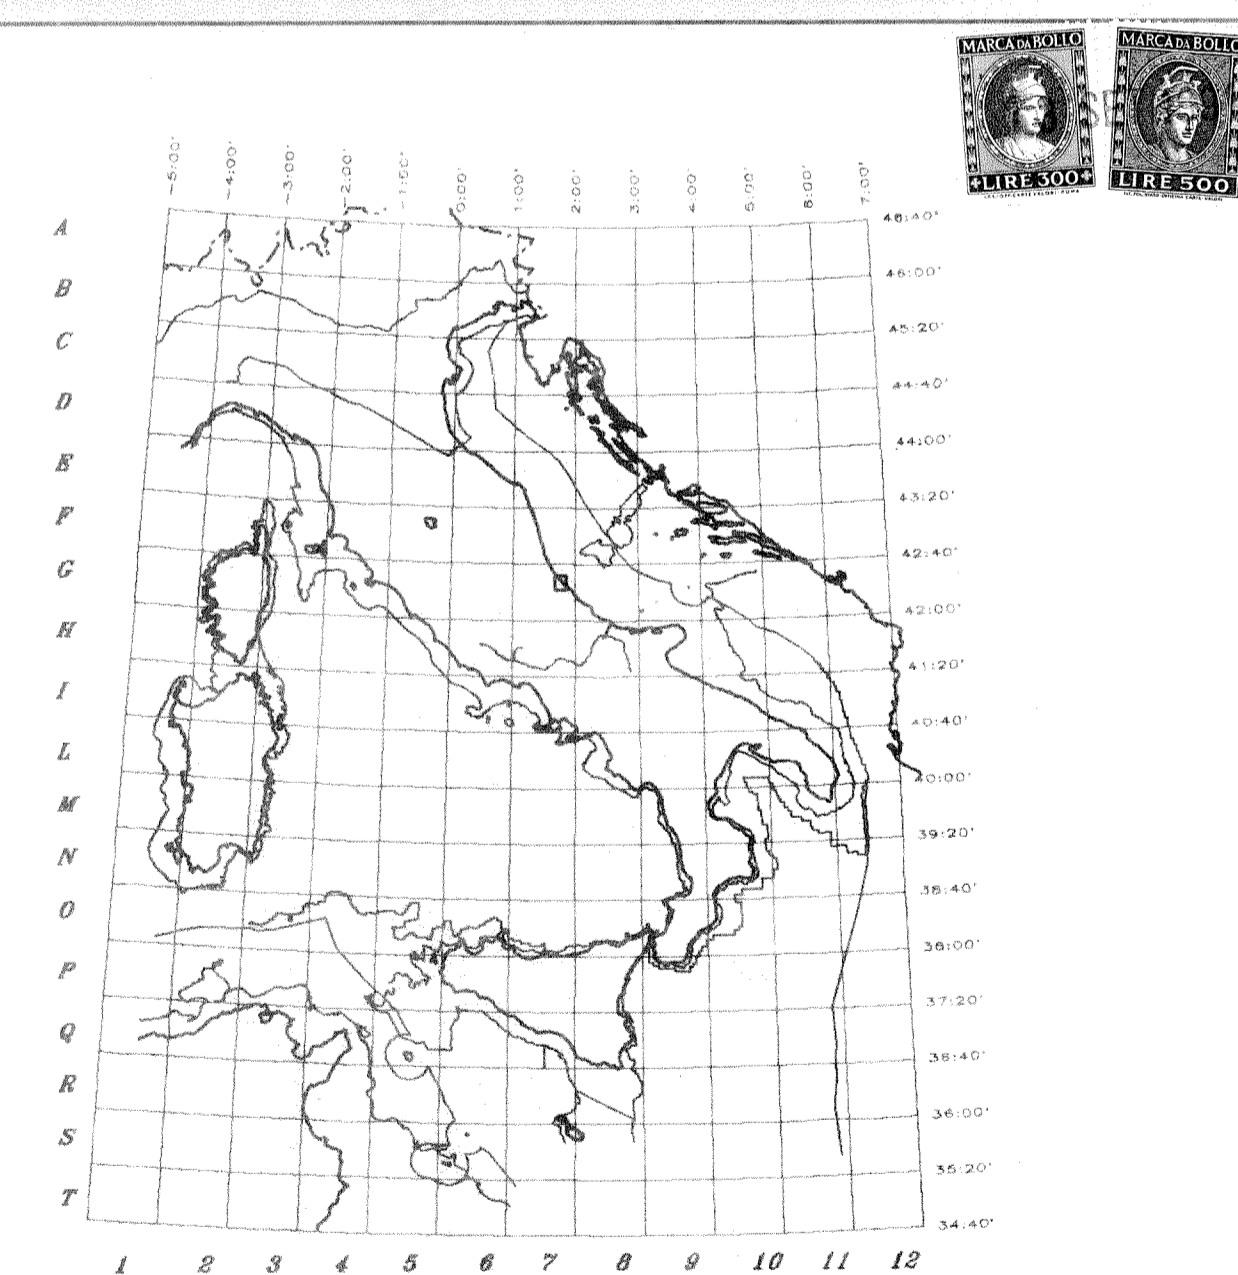 MARCA DA BOLLO
LIRE 300
MARCA DA BOLLO
LIRE 500
-5:00' -4:00' -3:00' -2:00' -1:00' 0:00' 1:00' 2:00' 3:00' 4:00' 5:00' 6:00' 7:00'
A 46:40'
B 46:00'
C 45:20'
D 44:40'
E 44:00'
F 43:20'
G 42:40'
H 42:00'
I 41:20'
L 40:40'
M 40:00'
N 39:20'
O 38:40'
P 38:00'
Q 37:20'
R 36:40'
S 36:00'
T 35:20'
34:40'
1 2 3 4 5 6 7 8 9 10 11 12